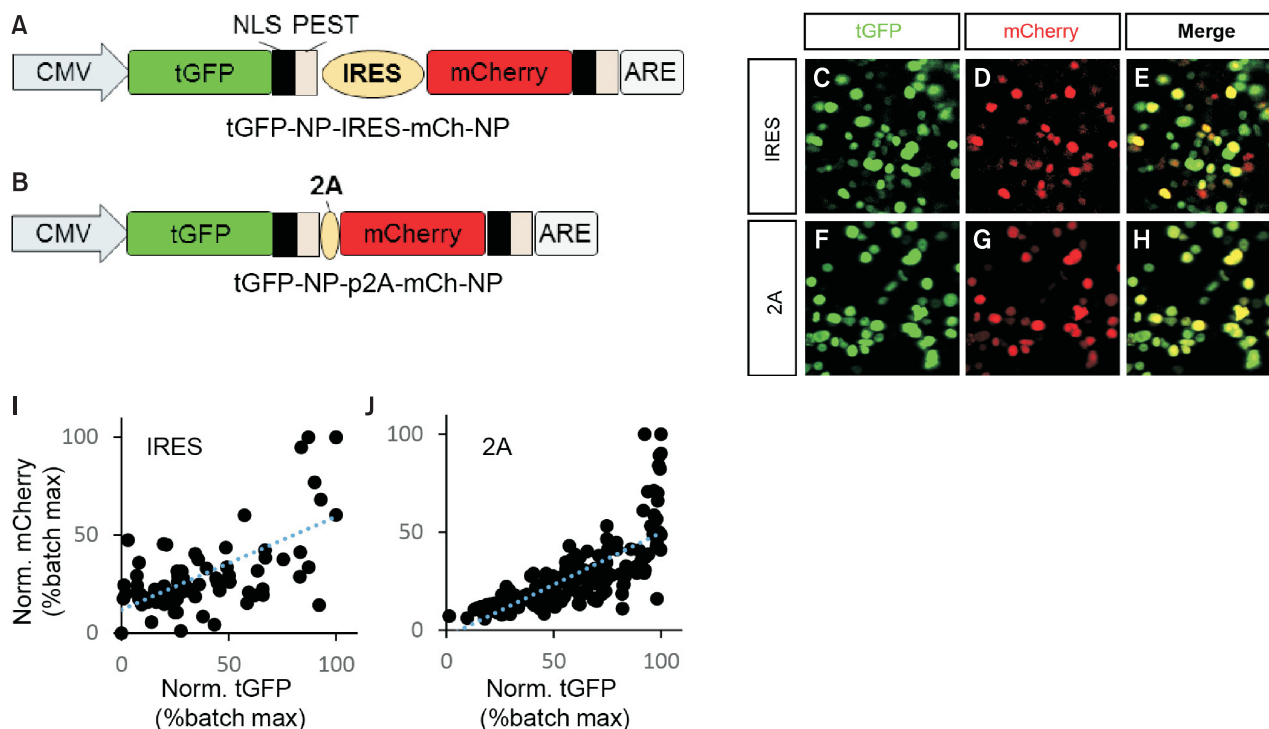 A
NLS PEST
CMV tGFP IRES mCherry ARE
tGFP-NP-IRES-mCh-NP
B
2A
CMV tGFP mCherry ARE
tGFP-NP-p2A-mCh-NP
tGFP mCherry Merge
IRES
C D E
2A
F G H
I
IRES
100
50
0
0 50 100
Norm. mCherry
(%batch max)
Norm. tGFP
(%batch max)
J
2A
100
50
0
0 50 100
Norm. tGFP
(%batch max)